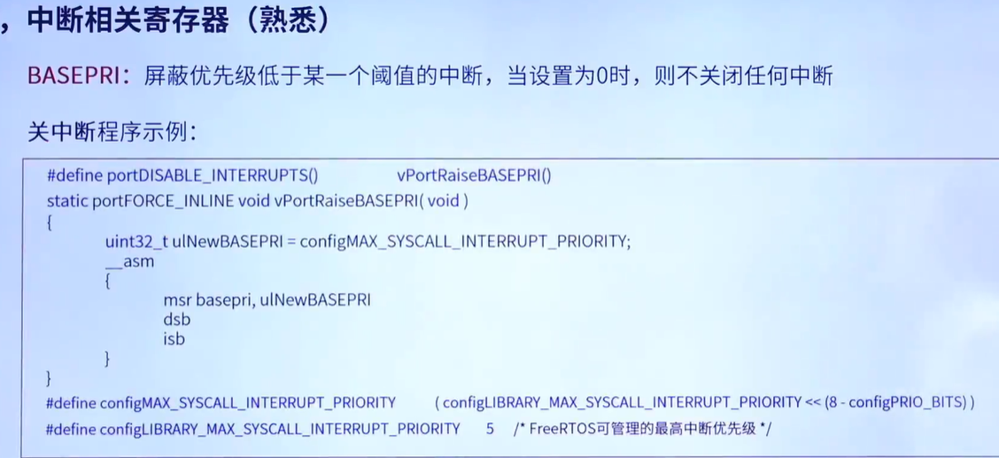 ，中断相关寄存器（熟悉）
BASEPRI：屏蔽优先级低于某一个阈值的中断，当设置为0时，则不关闭任何中断
关中断程序示例：
#define portDISABLE_INTERRUPTS() vPortRaiseBASEPRI()
static portFORCE_INLINE void vPortRaiseBASEPRI( void )
{
uint32_t ulNewBASEPRI = configMAX_SYSCALL_INTERRUPT_PRIORITY;
__asm
{
msr basepri, ulNewBASEPRI
dsb
isb
}
}
#define configMAX_SYSCALL_INTERRUPT_PRIORITY ( configLIBRARY_MAX_SYSCALL_INTERRUPT_PRIORITY << (8 - configPRIO_BITS) )
#define configLIBRARY_MAX_SYSCALL_INTERRUPT_PRIORITY 5 /* FreeRTOS可管理的最高中断优先级 */